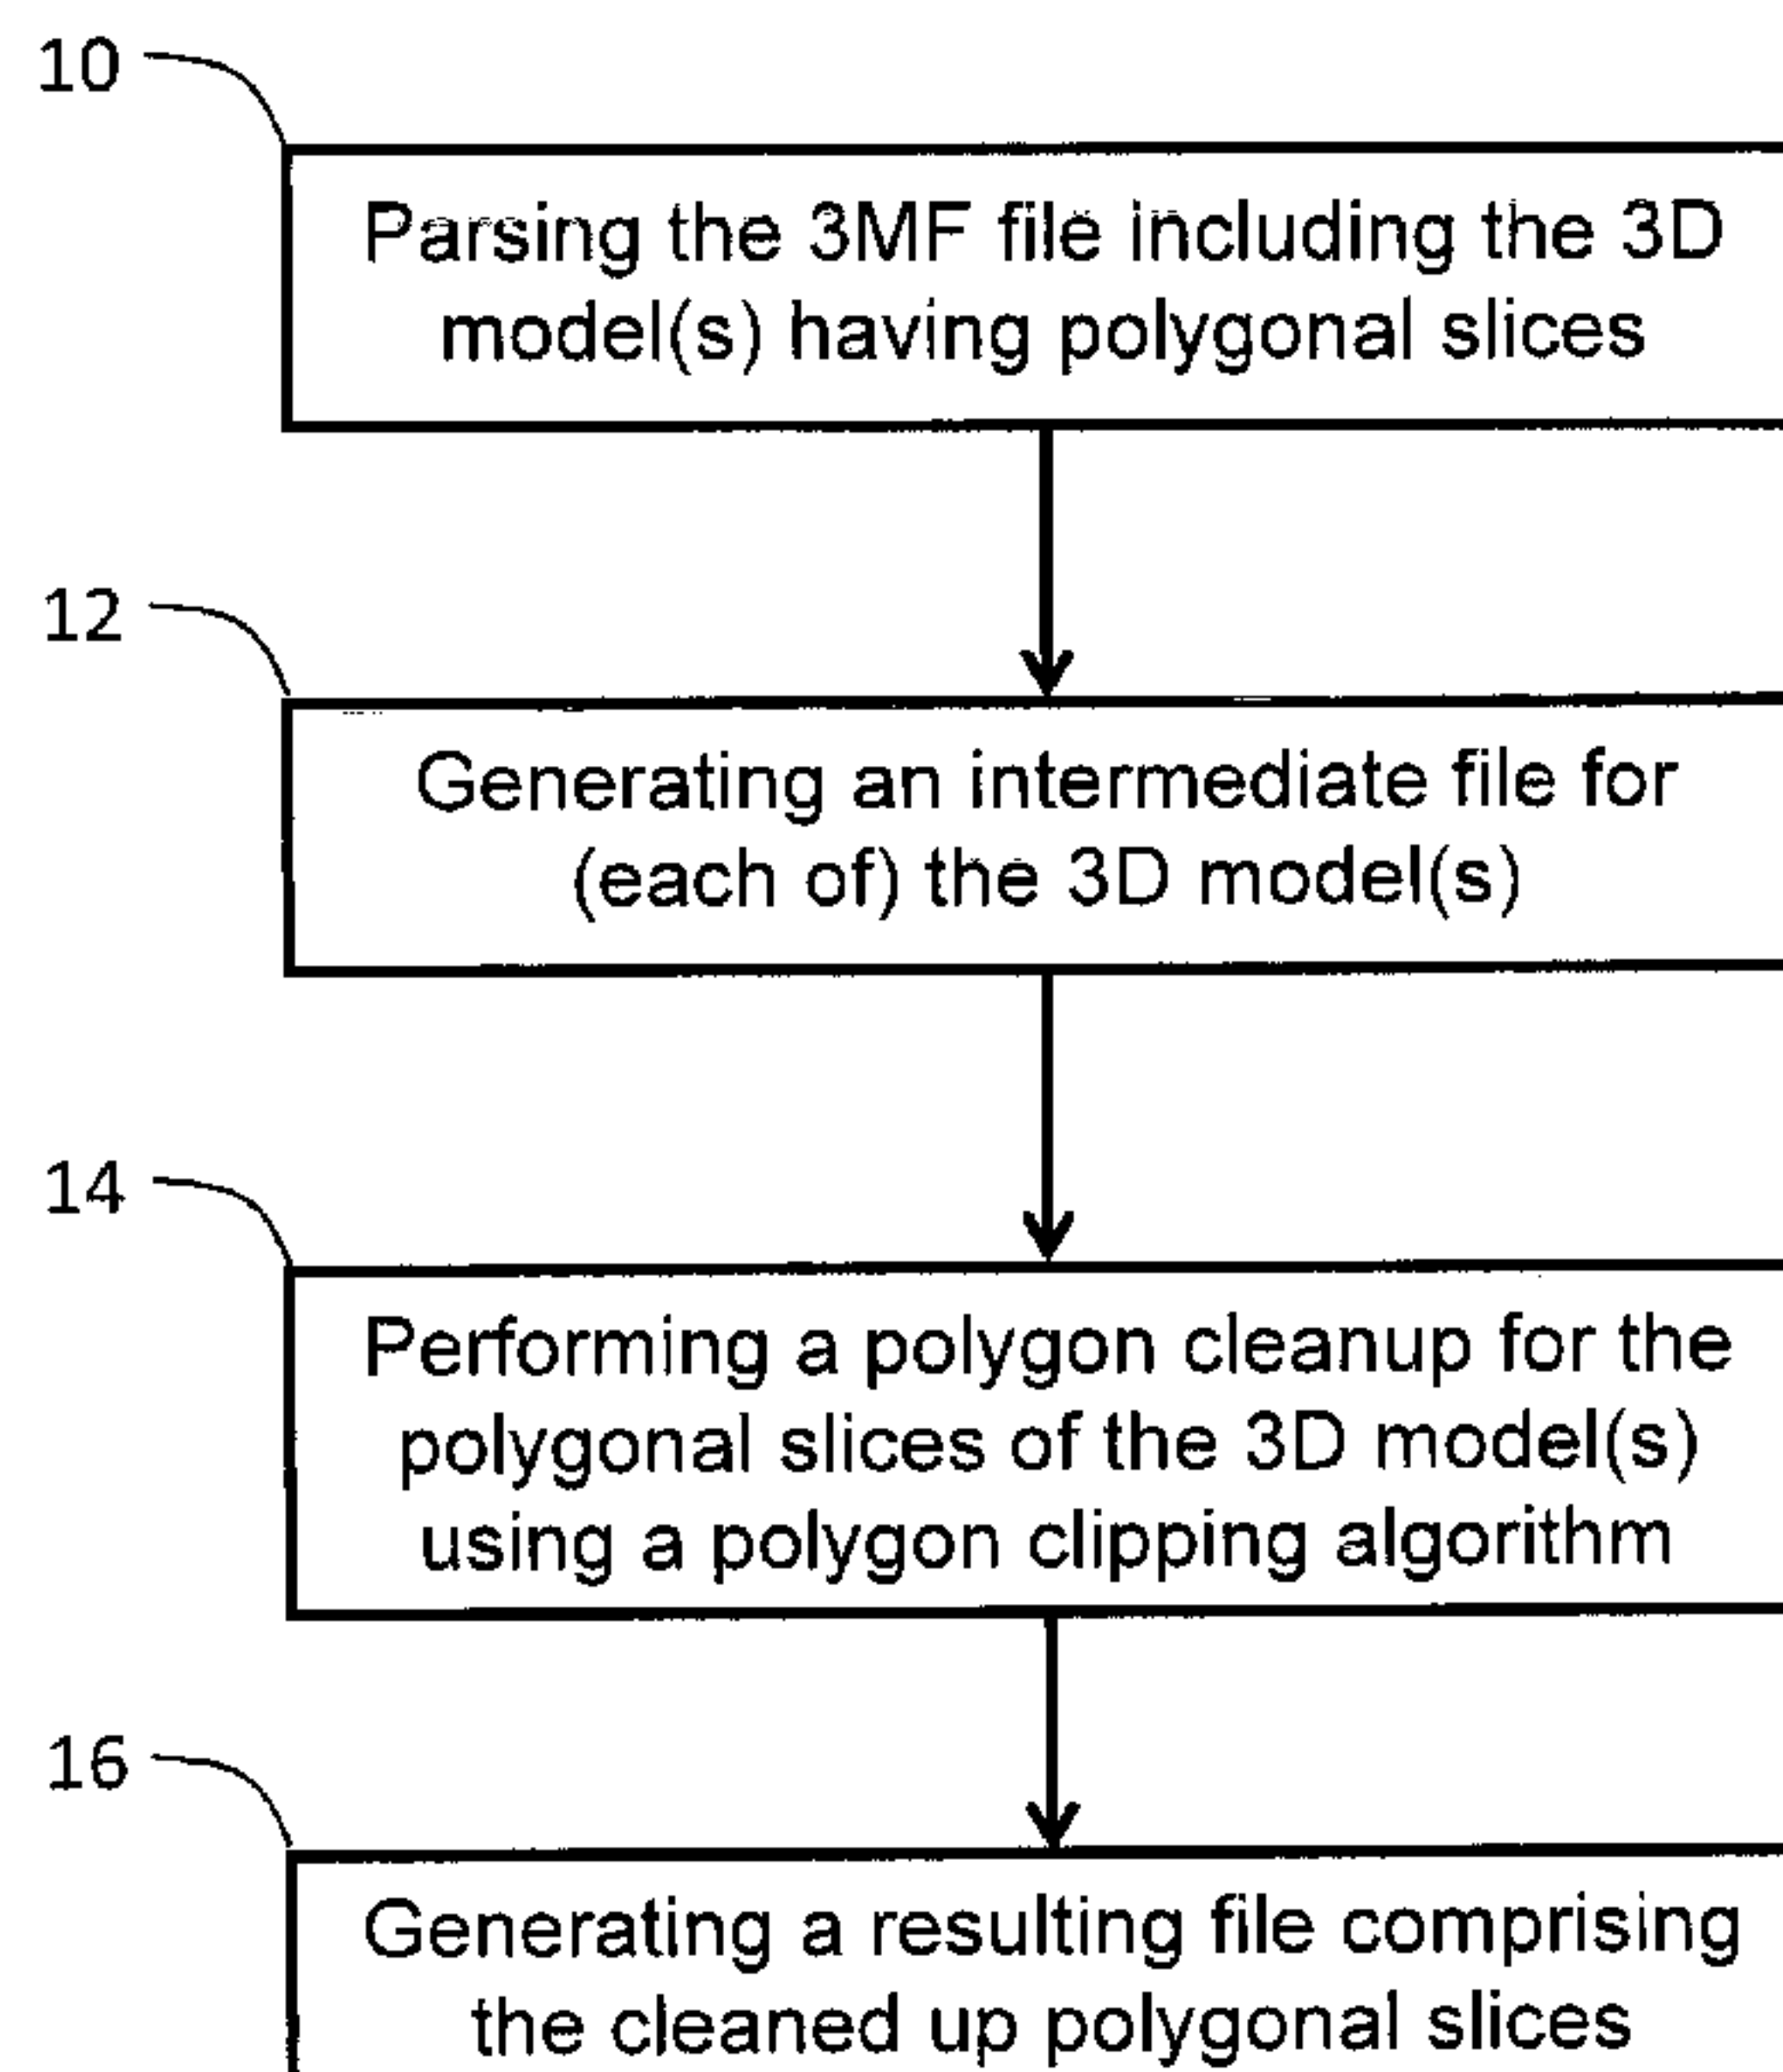 10
Parsing the 3MF file including the 3D
model(s) having polygonal slices
12
Generating an intermediate file for
(each of) the 3D model(s)
14
Performing a polygon cleanup for the
polygonal slices of the 3D model(s)
using a polygon clipping algorithm
16
Generating a resulting file comprising
the cleaned up polygonal slices